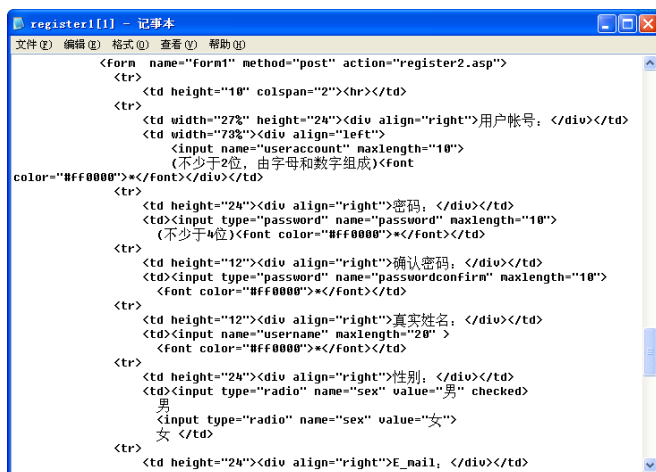 register1[1] - 记事本
文件(F) 编辑(E) 格式(O) 查看(V) 帮助(H)
<form  name="form1" method="post" action="register2.asp">
<tr>
<td height="10" colspan="2"><hr></td>
<tr>
<td width="27%" height="24"><div align="right">用户帐号：</div></td>
<td width="73%"><div align="left">
<input name="useraccount" maxlength="10">
(不少于2位，由字母和数字组成)<font
color="#ff0000">*</font></div></td>
<tr>
<td height="24"><div align="right">密码：</div></td>
<td><input type="password" name="password" maxlength="10">
(不少于4位)<font color="#ff0000">*</font></td>
<tr>
<td height="12"><div align="right">确认密码：</div></td>
<td><input type="password" name="passwordconfirm" maxlength="10">
<font color="#ff0000">*</font></td>
<tr>
<td height="12"><div align="right">真实姓名：</div></td>
<td><input name="username" maxlength="20" >
<font color="#ff0000">*</font></td>
<tr>
<td height="24"><div align="right">性别：</div></td>
<td><input type="radio" name="sex" value="男" checked>
男
<input type="radio" name="sex" value="女">
女 </td>
<tr>
<td height="24"><div align="right">E_mail：</div></td>